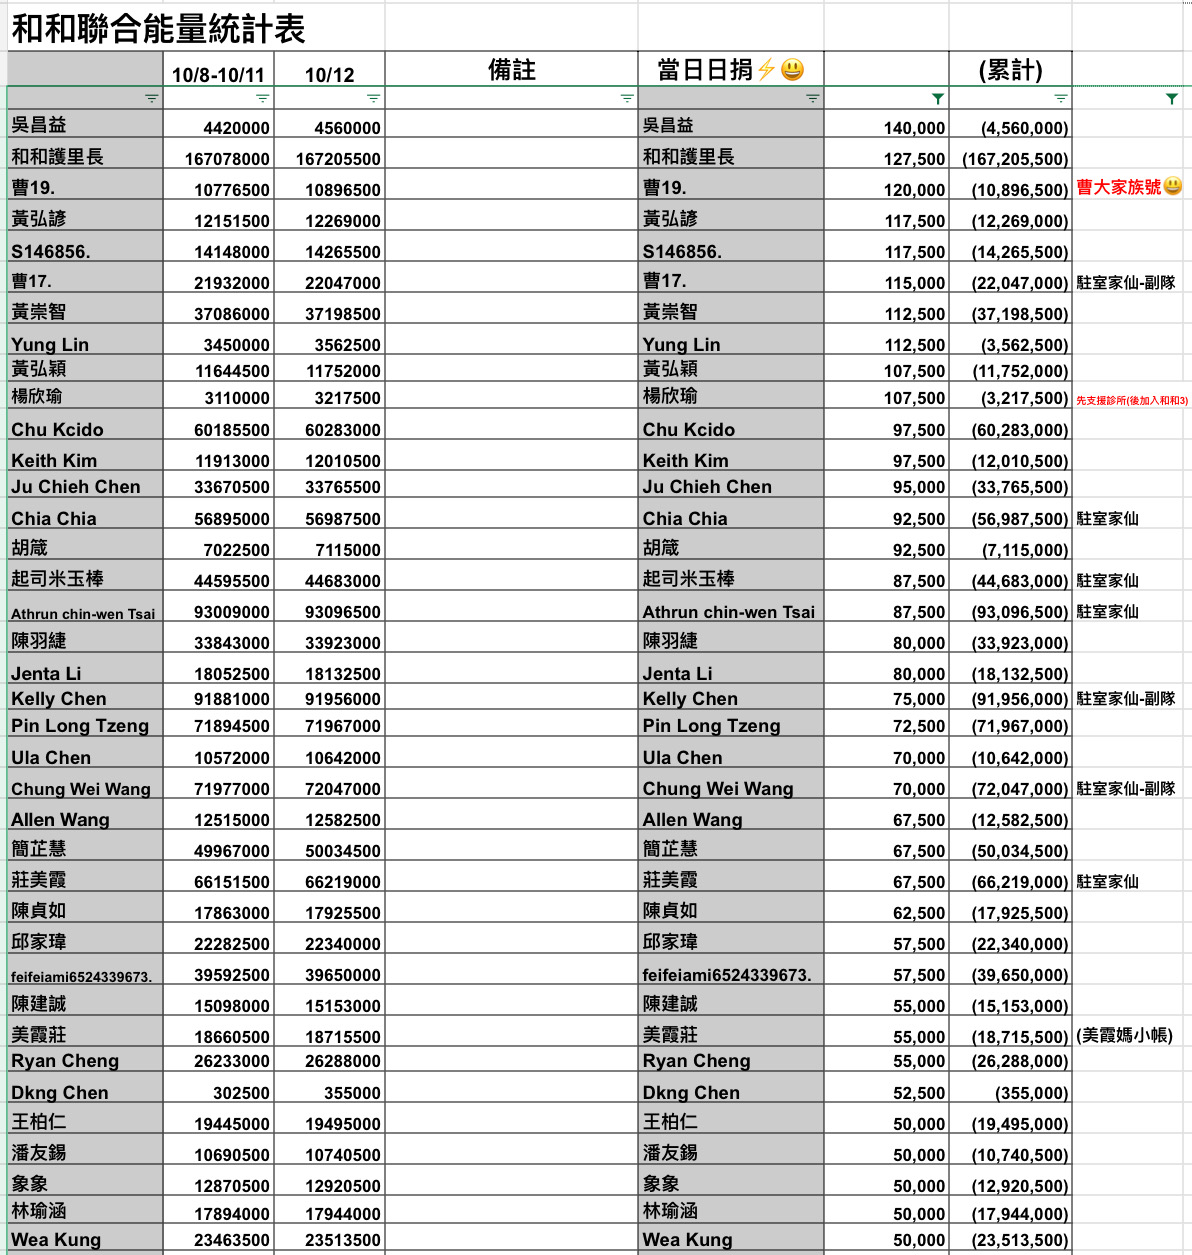 和和聯合能量統計表
10/8-10/11 10/12 備註 當日日捐⚡😃 (累計)
吳昌益 4420000 4560000 吳昌益 140,000 (4,560,000)
和和護里長 167078000 167205500 和和護里長 127,500 (167,205,500)
曹19. 10776500 10896500 曹19. 120,000 (10,896,500) 曹大家族號😃
黃弘諺 12151500 12269000 黃弘諺 117,500 (12,269,000)
S146856. 14148000 14265500 S146856. 117,500 (14,265,500)
曹17. 21932000 22047000 曹17. 115,000 (22,047,000) 駐室家仙-副隊
黃崇智 37086000 37198500 黃崇智 112,500 (37,198,500)
Yung Lin 3450000 3562500 Yung Lin 112,500 (3,562,500)
黃弘穎 11644500 11752000 黃弘穎 107,500 (11,752,000)
楊欣瑜 3110000 3217500 楊欣瑜 107,500 (3,217,500) 先支援診所(後加入和和3)
Chu Kcido 60185500 60283000 Chu Kcido 97,500 (60,283,000)
Keith Kim 11913000 12010500 Keith Kim 97,500 (12,010,500)
Ju Chieh Chen 33670500 33765500 Ju Chieh Chen 95,000 (33,765,500)
Chia Chia 56895000 56987500 Chia Chia 92,500 (56,987,500) 駐室家仙
胡箴 7022500 7115000 胡箴 92,500 (7,115,000)
起司米玉棒 44595500 44683000 起司米玉棒 87,500 (44,683,000) 駐室家仙
Athrun chin-wen Tsai 93009000 93096500 Athrun chin-wen Tsai 87,500 (93,096,500) 駐室家仙
陳羽緁 33843000 33923000 陳羽緁 80,000 (33,923,000)
Jenta Li 18052500 18132500 Jenta Li 80,000 (18,132,500)
Kelly Chen 91881000 91956000 Kelly Chen 75,000 (91,956,000) 駐室家仙-副隊
Pin Long Tzeng 71894500 71967000 Pin Long Tzeng 72,500 (71,967,000)
Ula Chen 10572000 10642000 Ula Chen 70,000 (10,642,000)
Chung Wei Wang 71977000 72047000 Chung Wei Wang 70,000 (72,047,000) 駐室家仙-副隊
Allen Wang 12515000 12582500 Allen Wang 67,500 (12,582,500)
簡芷慧 49967000 50034500 簡芷慧 67,500 (50,034,500)
莊美霞 66151500 66219000 莊美霞 67,500 (66,219,000) 駐室家仙
陳貞如 17863000 17925500 陳貞如 62,500 (17,925,500)
邱家瑋 22282500 22340000 邱家瑋 57,500 (22,340,000)
feifeiami6524339673. 39592500 39650000 feifeiami6524339673. 57,500 (39,650,000)
陳建誠 15098000 15153000 陳建誠 55,000 (15,153,000)
美霞莊 18660500 18715500 美霞莊 55,000 (18,715,500) (美霞媽小帳)
Ryan Cheng 26233000 26288000 Ryan Cheng 55,000 (26,288,000)
Dkng Chen 302500 355000 Dkng Chen 52,500 (355,000)
王柏仁 19445000 19495000 王柏仁 50,000 (19,495,000)
潘友錫 10690500 10740500 潘友錫 50,000 (10,740,500)
象象 12870500 12920500 象象 50,000 (12,920,500)
林瑜涵 17894000 17944000 林瑜涵 50,000 (17,944,000)
Wea Kung 23463500 23513500 Wea Kung 50,000 (23,513,500)